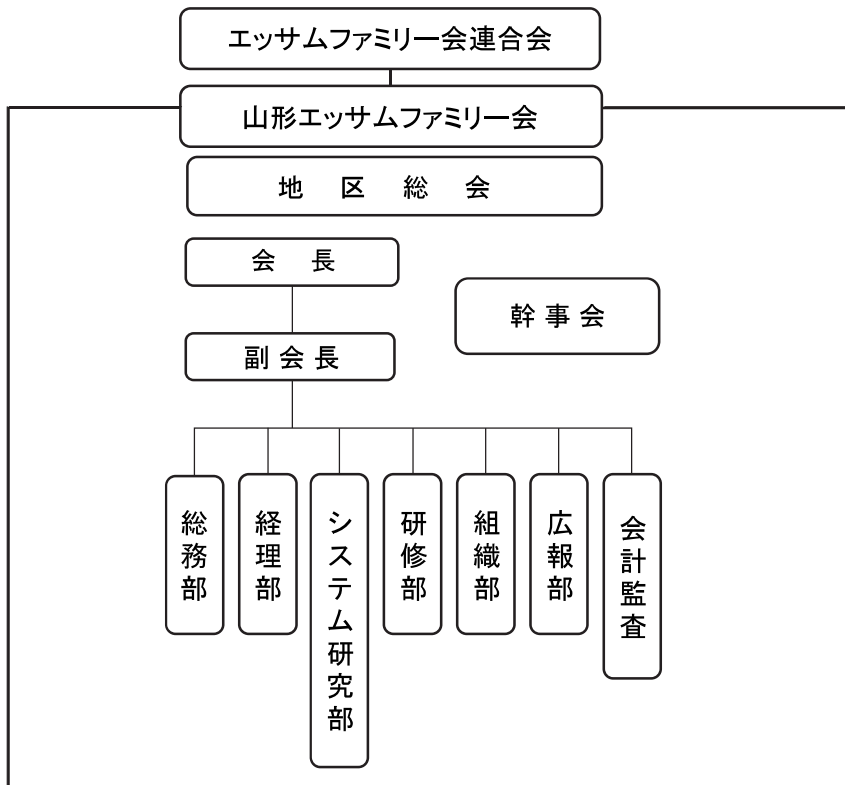 エッサムファミリー会連合会
山形エッサムファミリー会
地区総会
会長
幹事会
副会長
総務部
経理部
システム研究部
研修部
組織部
広報部
会計監査